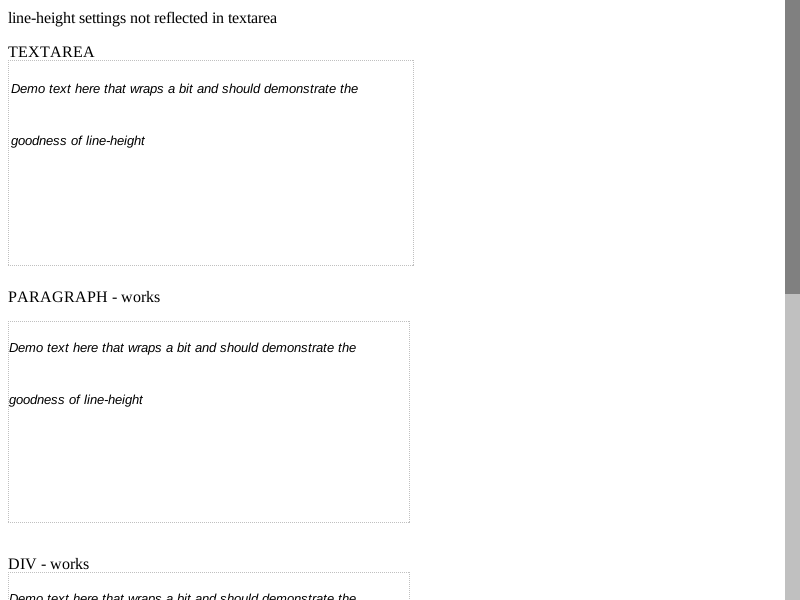 line-height settings not reflected in textarea
TEXTAREA
Demo text here that wraps a bit and should demonstrate the
goodness of line-height
PARAGRAPH - works
Demo text here that wraps a bit and should demonstrate the
goodness of line-height
DIV - works
Demo text here that wraps a bit and should demonstrate the